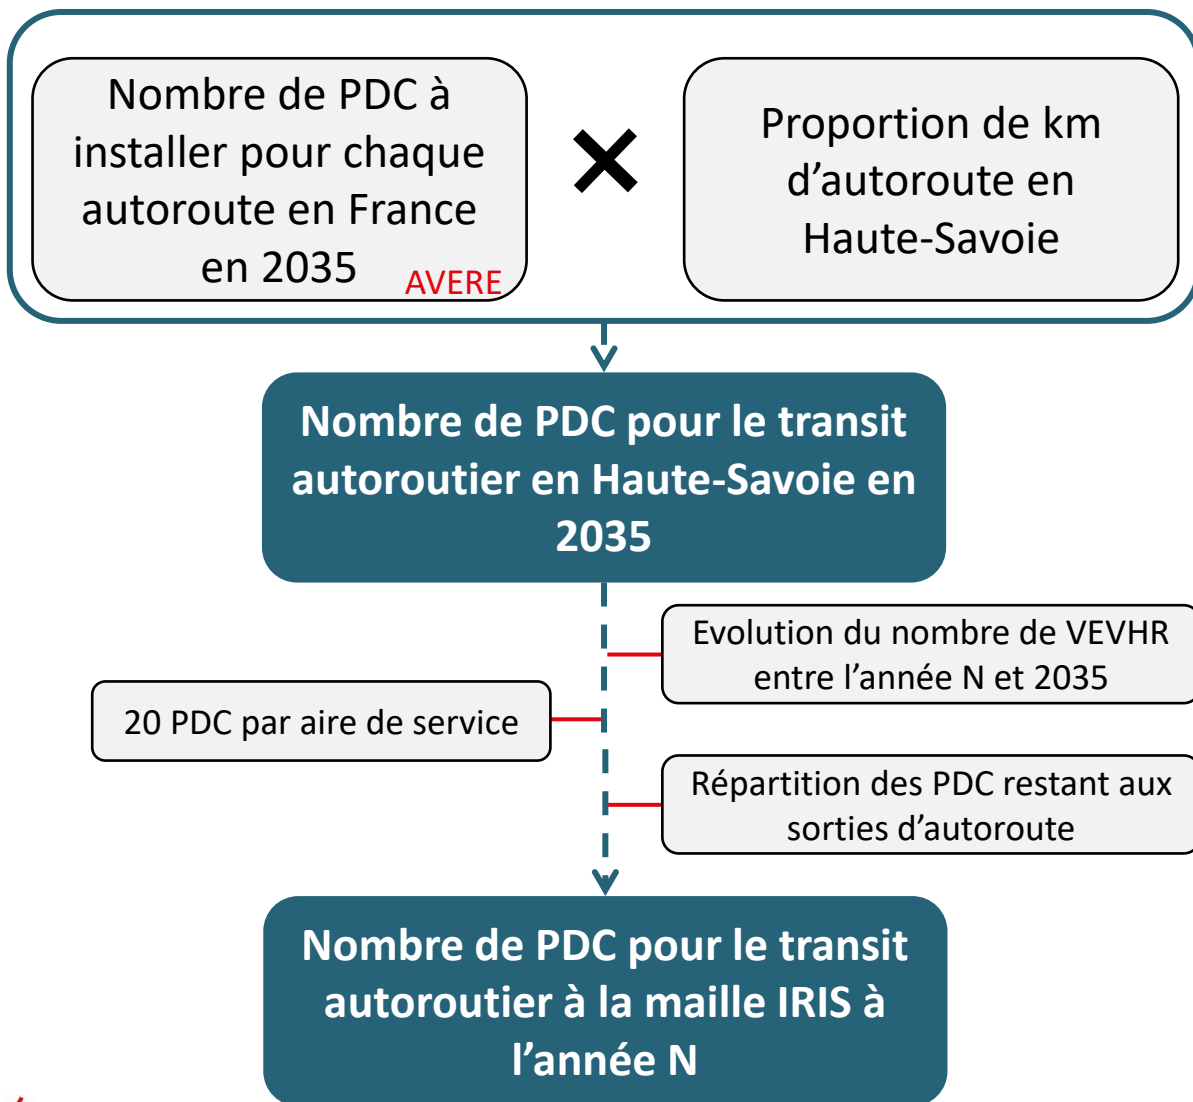 Nombre de PDC à
installer pour chaque
autoroute en France
en 2035
AVERE
Proportion de km
d’autoroute en
Haute-Savoie
Nombre de PDC pour le transit
autoroutier en Haute-Savoie en
2035
Evolution du nombre de VEVHR
entre l’année N et 2035
20 PDC par aire de service
Répartition des PDC restant aux
sorties d’autoroute
Nombre de PDC pour le transit
autoroutier à la maille IRIS à
l’année N